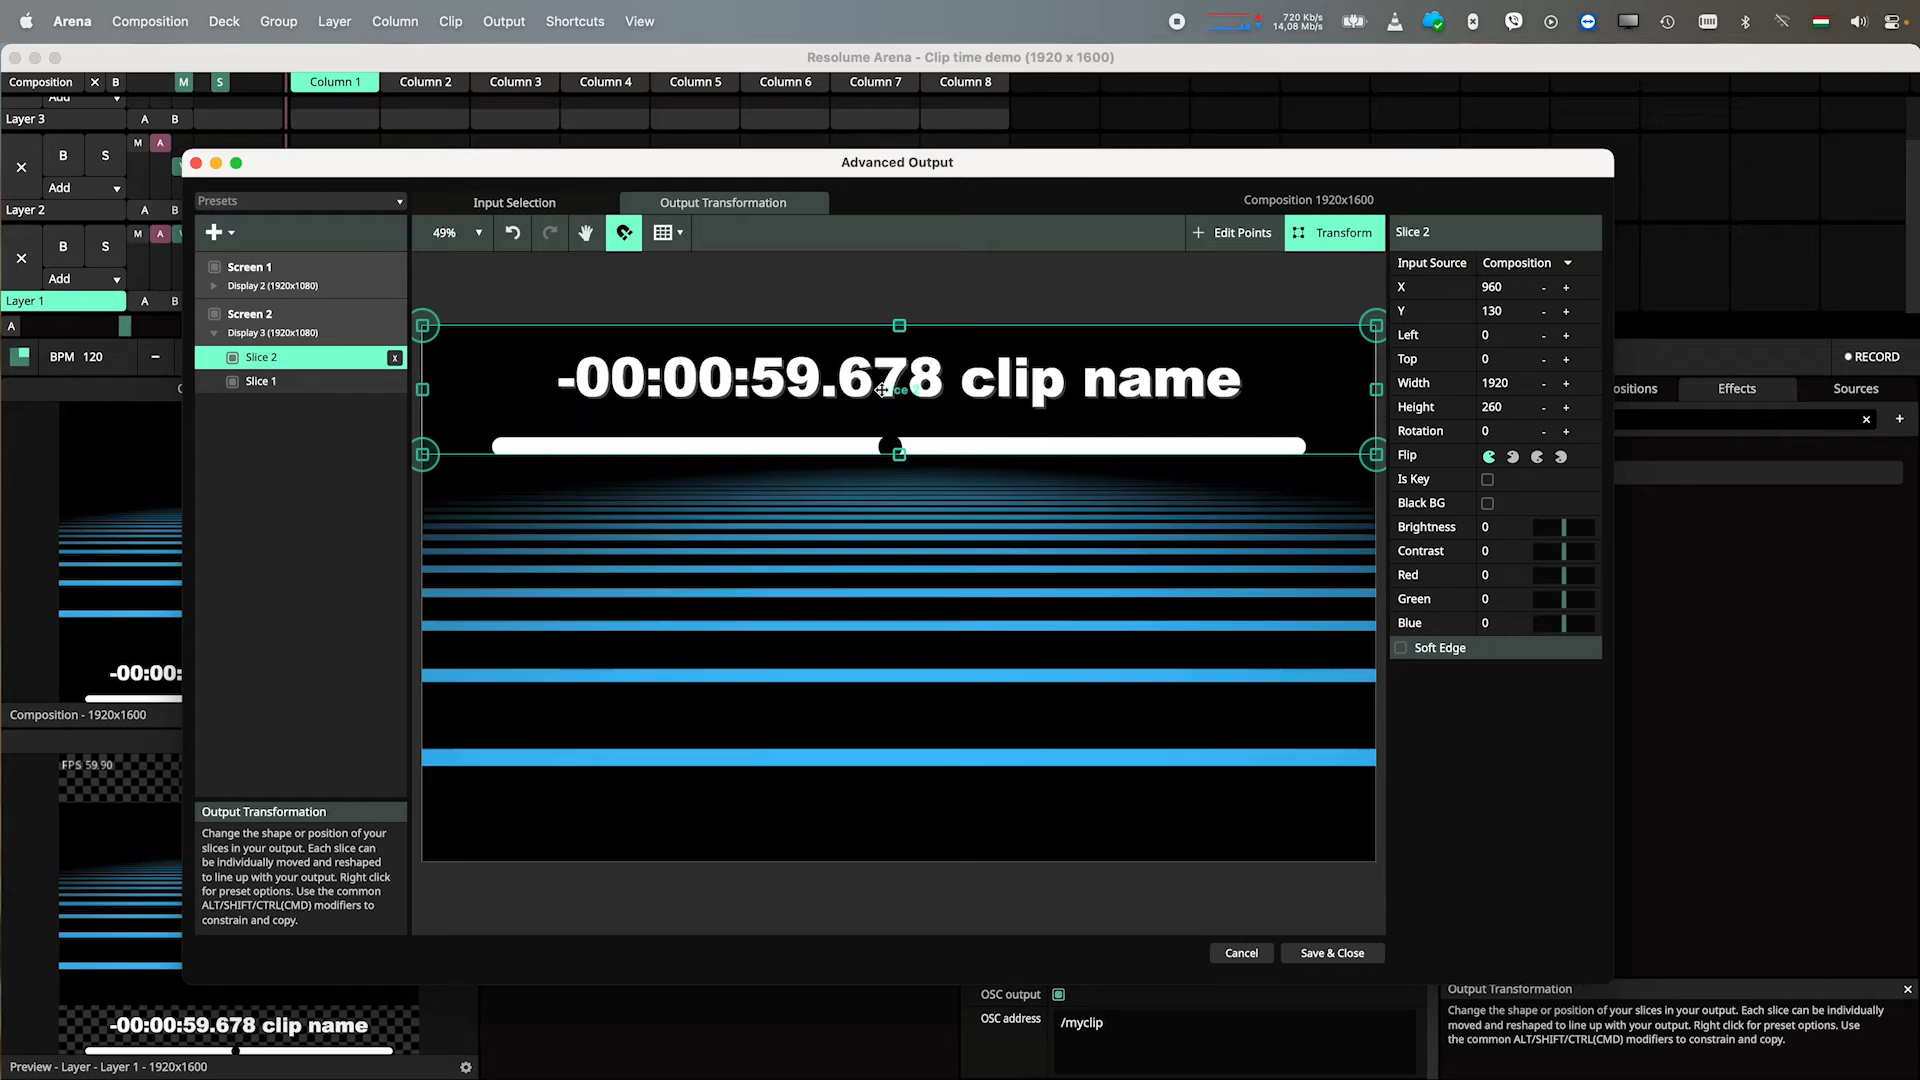 Arena Composition Deck Group Layer Column Clip Output Shortcuts View
720 Kb/s
14,08 Mb/s
Resolume Arena - Clip time demo (1920 x 1600)
Composition B M S Column 1 Column 2 Column 3 Column 4 Column 5 Column 6 Column 7 Column 8
Add
Layer 3 A B
M A
B S
Add
Layer 2 A B
M A
B S
Add
Layer 1 A B
A
BPM 120
RECORD
Effects Sources
Advanced Output
Presets
Input Selection Output Transformation Composition 1920x1600
49% Edit Points Transform
Screen 1
Display 2 (1920x1080)
Screen 2
Display 3 (1920x1080)
Slice 2 x
Slice 1
-00:00:59.678 clip name
Slice 2
Input Source Composition
X 960 - +
Y 130 - +
Left 0 - +
Top 0 - +
Width 1920 - +
Height 260 - +
Rotation 0 - +
Flip
Is Key
Black BG
Brightness 0
Contrast 0
Red 0
Green 0
Blue 0
Soft Edge
Output Transformation
Change the shape or position of your
slices in your output. Each slice can
be individually moved and reshaped
to line up with your output. Right click
for preset options. Use the common
ALT/SHIFT/CTRL(CMD) modifiers to
constrain and copy.
Cancel Save & Close
-00:00:59
Composition - 1920x1600
FPS 59.90
-00:00:59.678 clip name
Preview - Layer - Layer 1 - 1920x1600
OSC output
OSC address /myclip
Output Transformation
Change the shape or position of your slices in your output. Each slice can be individually
moved and reshaped to line up with your output. Right click for preset options. Use
the common ALT/SHIFT/CTRL(CMD) modifiers to constrain and copy.